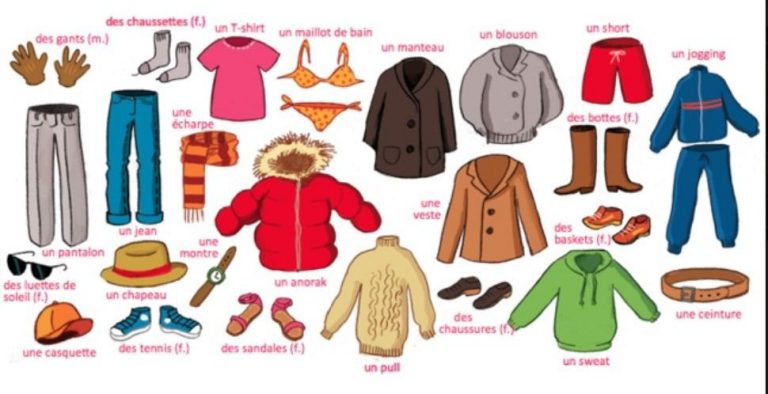 des gants (m.)
des chaussettes (f.)
un T-shirt
un maillot de bain
un manteau
un blouson
un short
un jogging
une
écharpe
des bottes (f.)
un pantalon
un jean
une
montre
un anorak
une
veste
des
baskets (f.)
des luettes de
soleil (f.)
un chapeau
une casquette
des tennis (f.)
des sandales (f.)
un pull
des
chaussures (f.)
un sweat
une ceinture